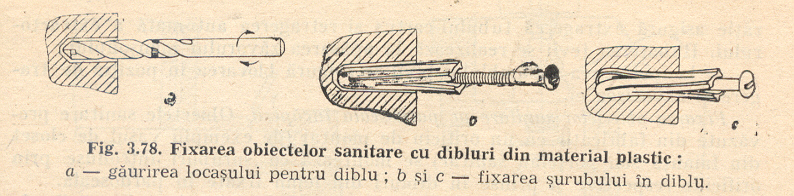 c
Fig. 3.78. Fixarea obiectelor sanitare cu dibluri din material plastic :
a — găurirea locașului pentru diblu ; b și c — fixarea șurubului în diblu.